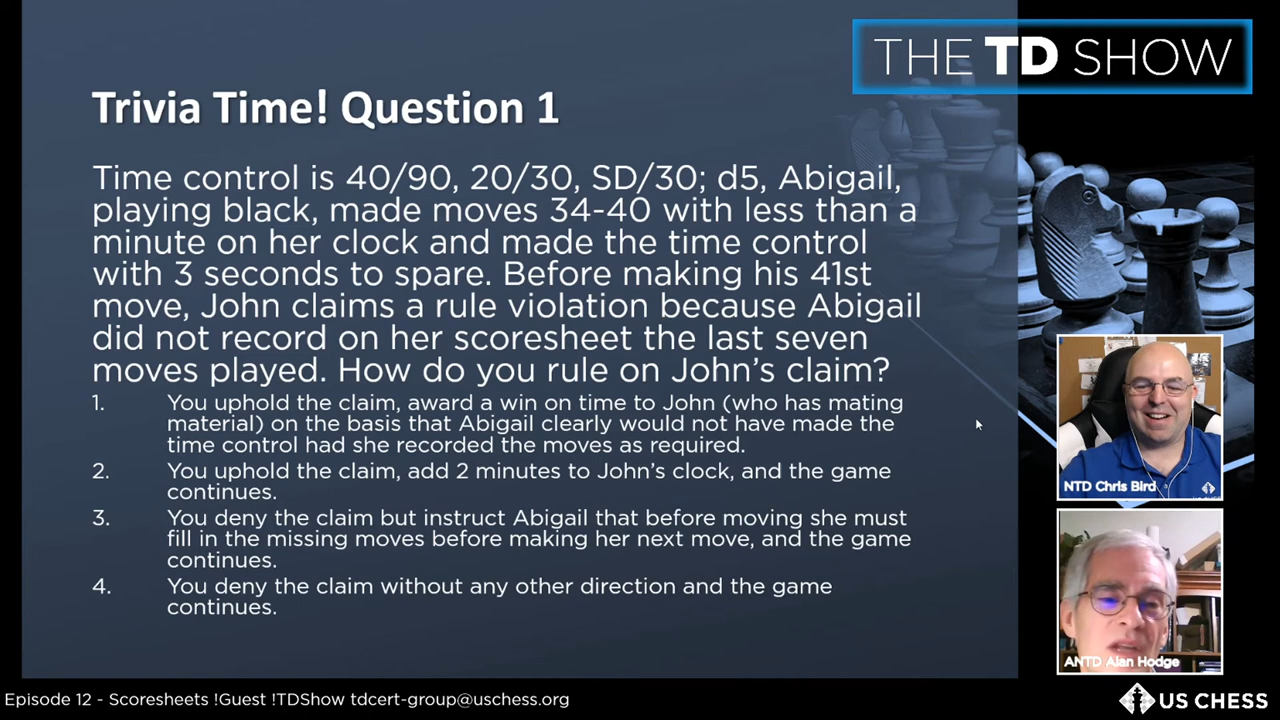 THE TD SHOW
Trivia Time! Question 1
Time control is 40/90, 20/30, SD/30; d5, Abigail,
playing black, made moves 34-40 with less than a
minute on her clock and made the time control
with 3 seconds to spare. Before making his 41st
move, John claims a rule violation because Abigail
did not record on her scoresheet the last seven
moves played. How do you rule on John's claim?
1. You uphold the claim, award a win on time to John (who has mating
material) on the basis that Abigail clearly would not have made the
time control had she recorded the moves as required.
2. You uphold the claim, add 2 minutes to John's clock, and the game
continues.
3. You deny the claim but instruct Abigail that before moving she must
fill in the missing moves before making her next move, and the game
continues.
4. You deny the claim without any other direction and the game
continues.
NTD Chris Bird
US CHESS
ANTD Alan Hodge
Episode 12 - Scoresheets !Guest !TDShow tdcert-group@uschess.org
US CHESS